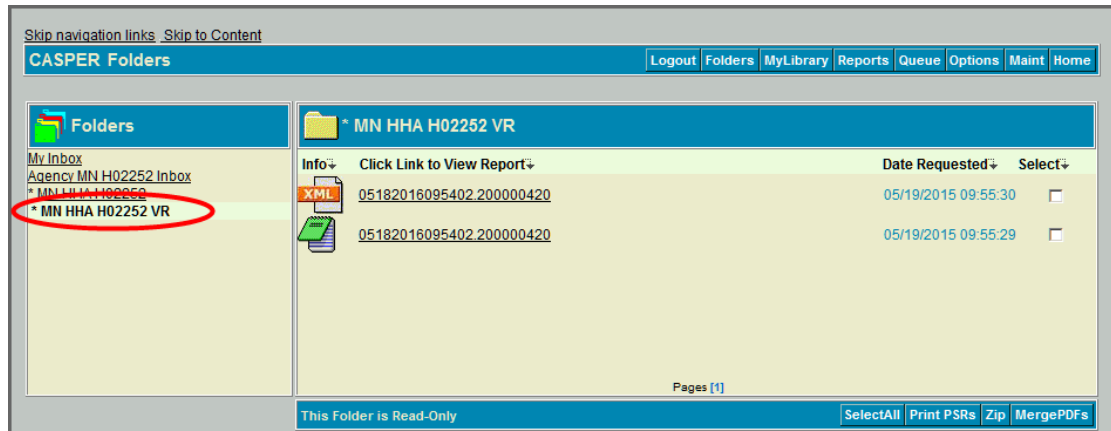 Skip navigation links Skip to Content
CASPER Folders
Logout Folders MyLibrary Reports Queue Options Maint Home
Folders
* MN HHA H02252 VR
My Inbox
Agency MN H02252 Inbox
* MN HHA H02252
* MN HHA H02252 VR
Info Click Link to View Report Date Requested Select
XML 05182016095402.200000420 05/19/2015 09:55:30
05182016095402.200000420 05/19/2015 09:55:29
Pages [1]
This Folder is Read-Only
SelectAll Print PSRs Zip MergePDFs